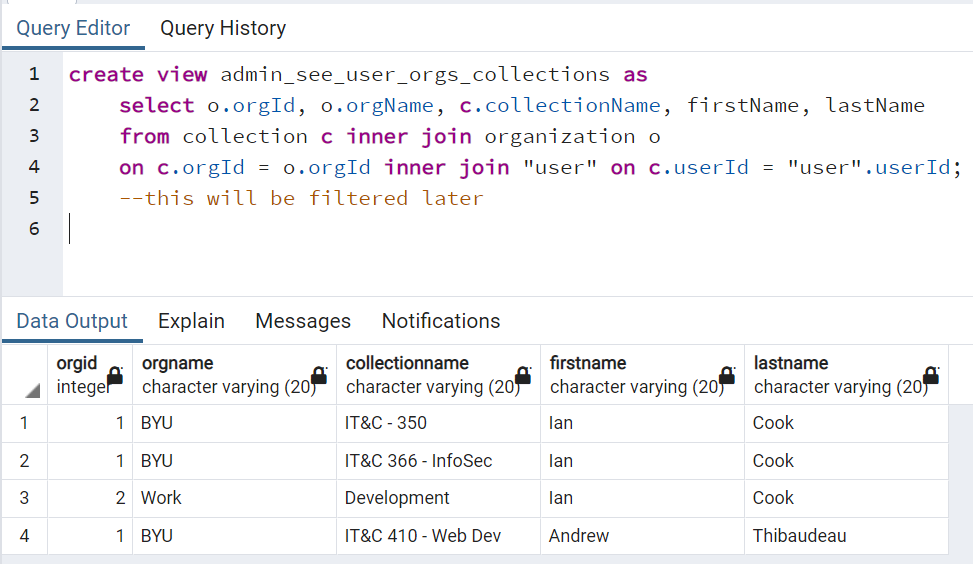 Query Editor Query History
1 create view admin_see_user_orgs_collections as
2 select o.orgId, o.orgName, c.collectionName, firstName, lastName
3 from collection c inner join organization o
4 on c.orgId = o.orgId inner join "user" on c.userId = "user".userId;
5 --this will be filtered later
6
Data Output Explain Messages Notifications
orgid orgname collectionname firstname lastname
integer character varying (20) character varying (20) character varying (20) character varying (20)
1 1 BYU IT&C - 350 Ian Cook
2 1 BYU IT&C 366 - InfoSec Ian Cook
3 2 Work Development Ian Cook
4 1 BYU IT&C 410 - Web Dev Andrew Thibaudeau